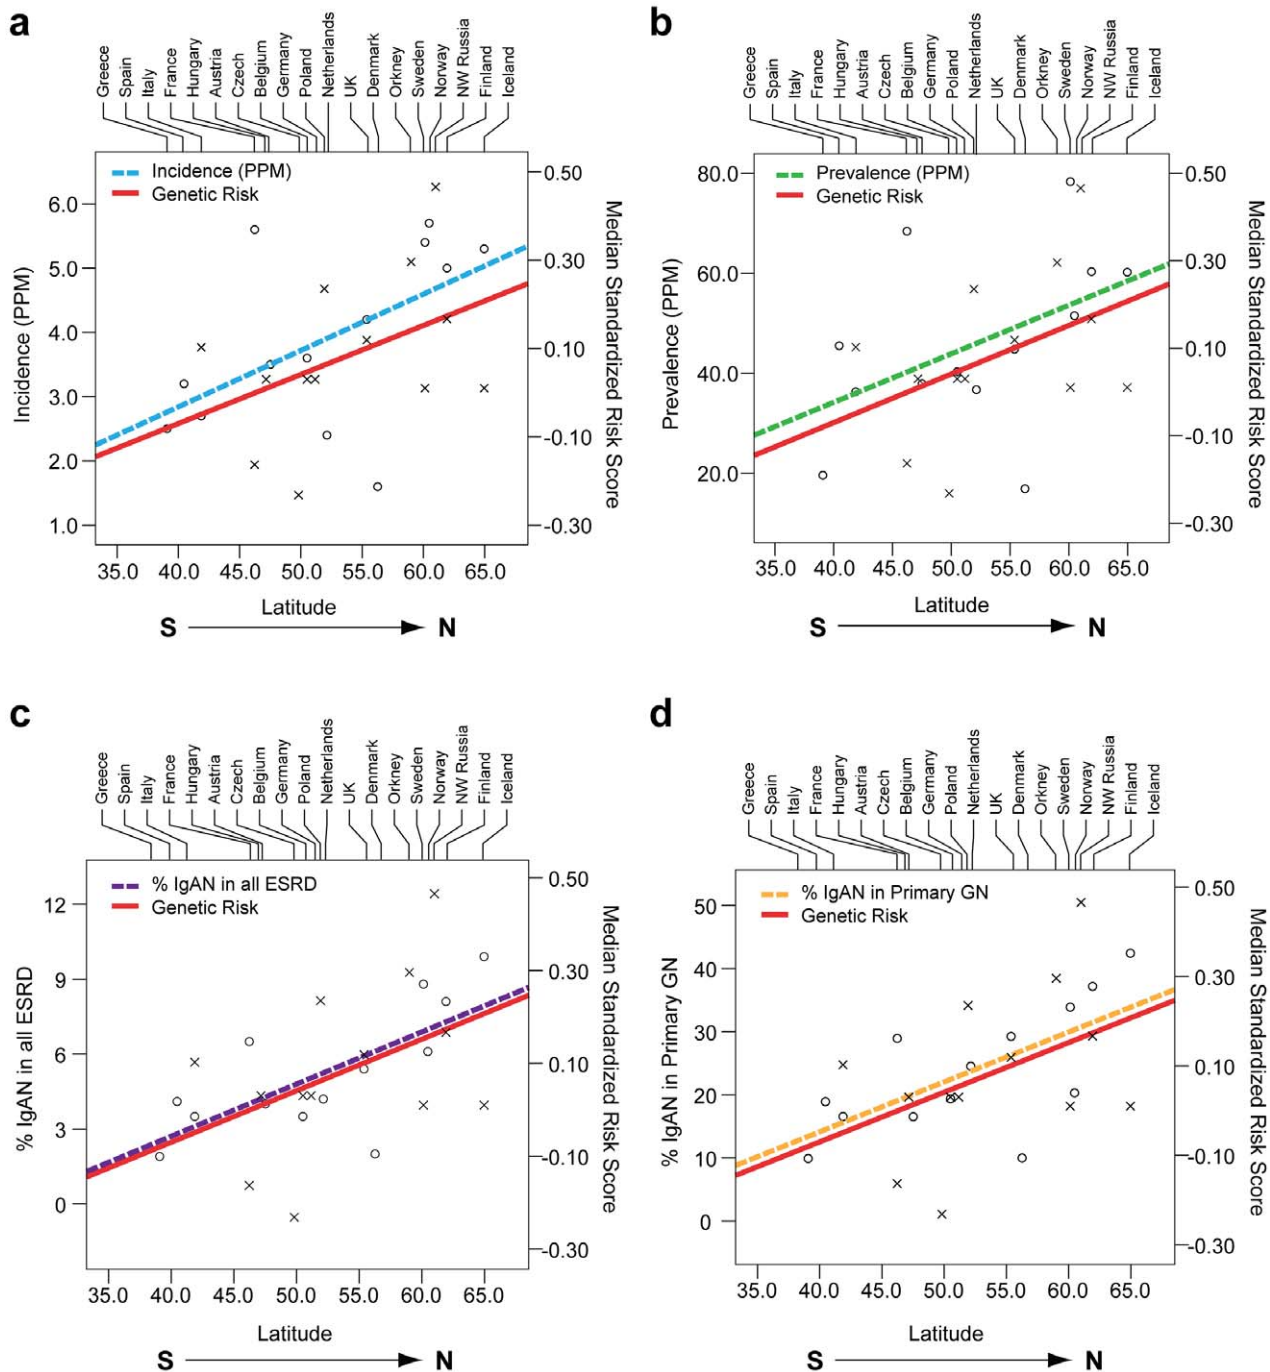 a
Greece
Spain
Italy
France
Hungary
Austria
Czech
Belgium
Germany
Poland
Netherlands
UK
Denmark
Orkney
Sweden
Norway
NW Russia
Finland
Iceland
Incidence (PPM)
Genetic Risk
6.0
5.0
4.0
3.0
2.0
1.0
Incidence (PPM)
0.50
0.30
0.10
-0.10
-0.30
Median Standardized Risk Score
35.0 40.0 45.0 50.0 55.0 60.0 65.0
Latitude
S N
b
Greece
Spain
Italy
France
Hungary
Austria
Czech
Belgium
Germany
Poland
Netherlands
UK
Denmark
Orkney
Sweden
Norway
NW Russia
Finland
Iceland
Prevalence (PPM)
Genetic Risk
80.0
60.0
40.0
20.0
Prevalence (PPM)
0.50
0.30
0.10
-0.10
-0.30
Median Standardized Risk Score
35.0 40.0 45.0 50.0 55.0 60.0 65.0
Latitude
S N
c
Greece
Spain
Italy
France
Hungary
Austria
Czech
Belgium
Germany
Poland
Netherlands
UK
Denmark
Orkney
Sweden
Norway
NW Russia
Finland
Iceland
% IgAN in all ESRD
Genetic Risk
12
9
6
3
0
% IgAN in all ESRD
0.50
0.30
0.10
-0.10
-0.30
Median Standardized Risk Score
35.0 40.0 45.0 50.0 55.0 60.0 65.0
Latitude
S N
d
Greece
Spain
Italy
France
Hungary
Austria
Czech
Belgium
Germany
Poland
Netherlands
UK
Denmark
Orkney
Sweden
Norway
NW Russia
Finland
Iceland
% IgAN in Primary GN
Genetic Risk
50
40
30
20
10
0
% IgAN in Primary GN
0.50
0.30
0.10
-0.10
-0.30
Median Standardized Risk Score
35.0 40.0 45.0 50.0 55.0 60.0 65.0
Latitude
S N